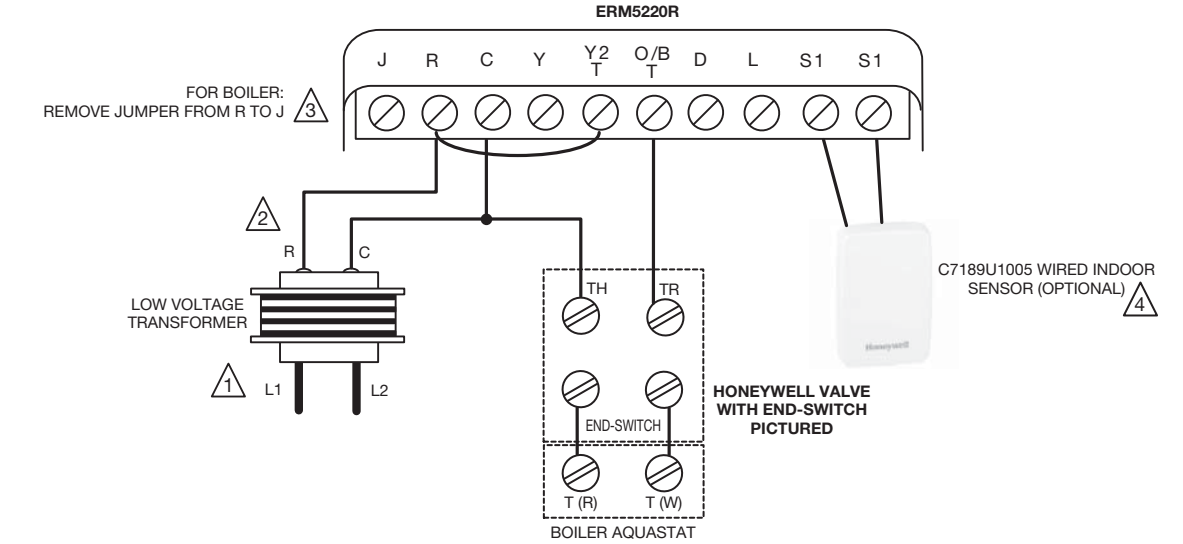 ERM5220R
J R C Y Y2 T O/B T D L S1 S1
FOR BOILER:
REMOVE JUMPER FROM R TO J 3
2
R C
LOW VOLTAGE
TRANSFORMER
1 L1 L2
TH TR
END-SWITCH
T (R) T (W)
BOILER AQUASTAT
HONEYWELL VALVE
WITH END-SWITCH
PICTURED
Honeywell
C7189U1005 WIRED INDOOR
SENSOR (OPTIONAL) 4